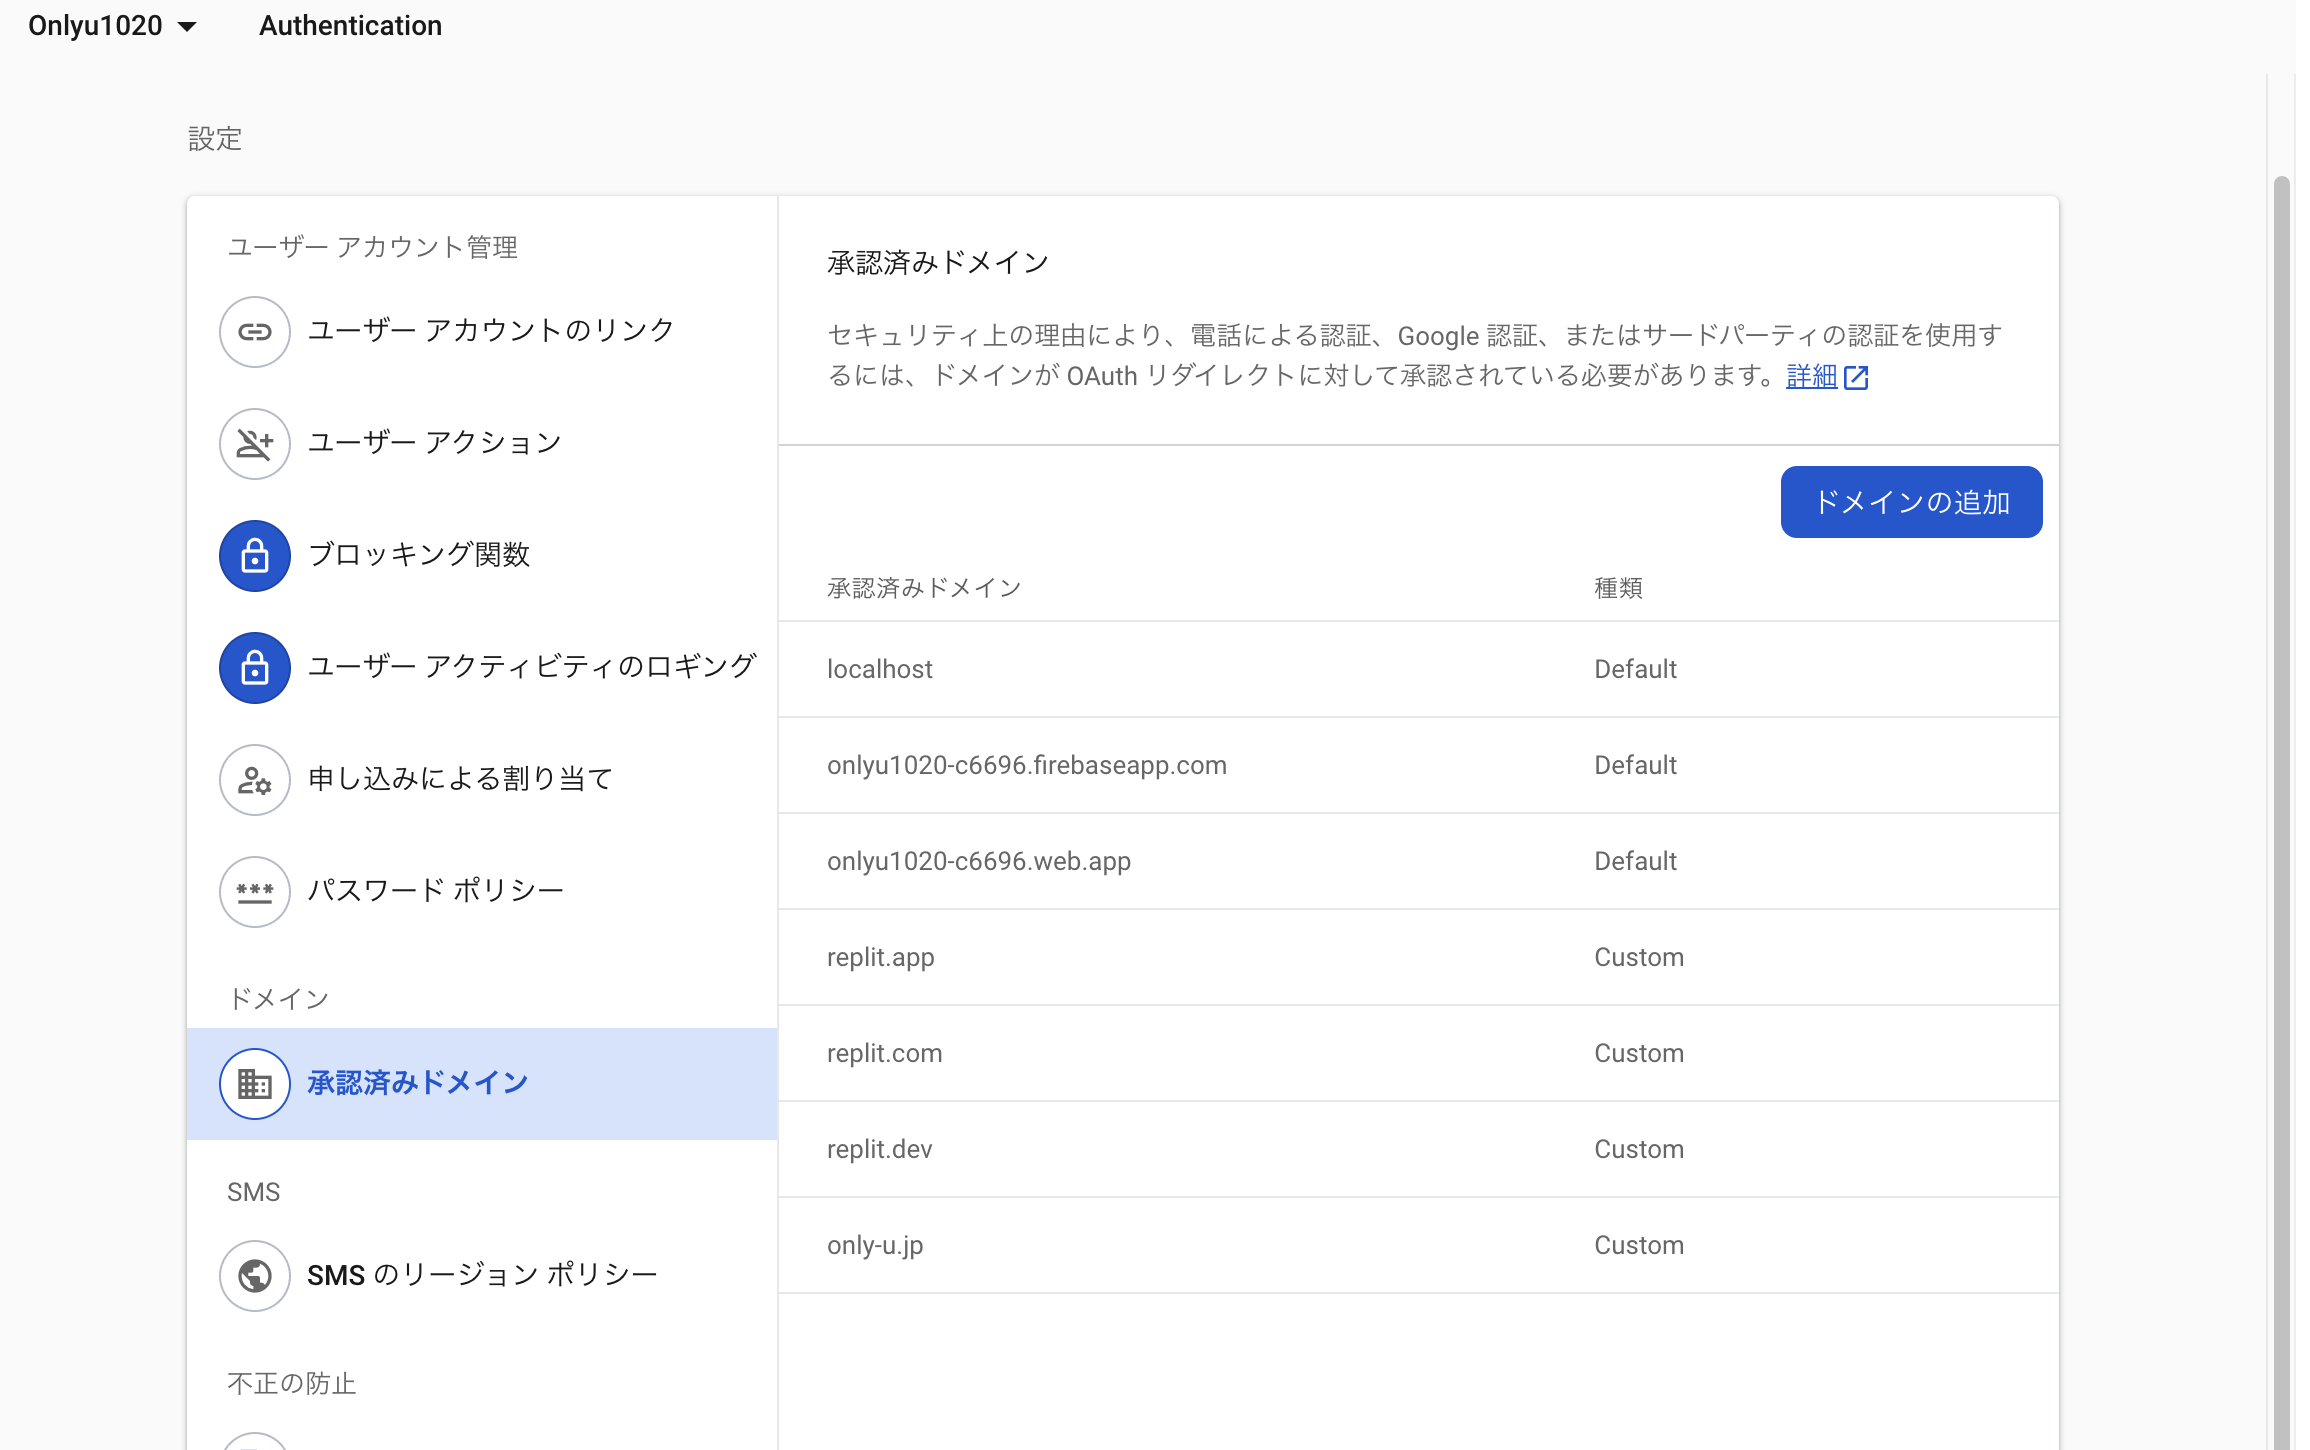 Onlyu1020
Authentication
設定
ユーザー アカウント管理
ユーザー アカウントのリンク
ユーザー アクション
ブロッキング関数
ユーザー アクティビティのロギング
申し込みによる割り当て
パスワード ポリシー
ドメイン
承認済みドメイン
SMS
SMS のリージョン ポリシー
不正の防止
承認済みドメイン
セキュリティ上の理由により、電話による認証、Google 認証、またはサードパーティの認証を使用す
るには、ドメインが OAuth リダイレクトに対して承認されている必要があります。詳細
ドメインの追加
承認済みドメイン 種類
localhost Default
onlyu1020-c6696.firebaseapp.com Default
onlyu1020-c6696.web.app Default
replit.app Custom
replit.com Custom
replit.dev Custom
only-u.jp Custom